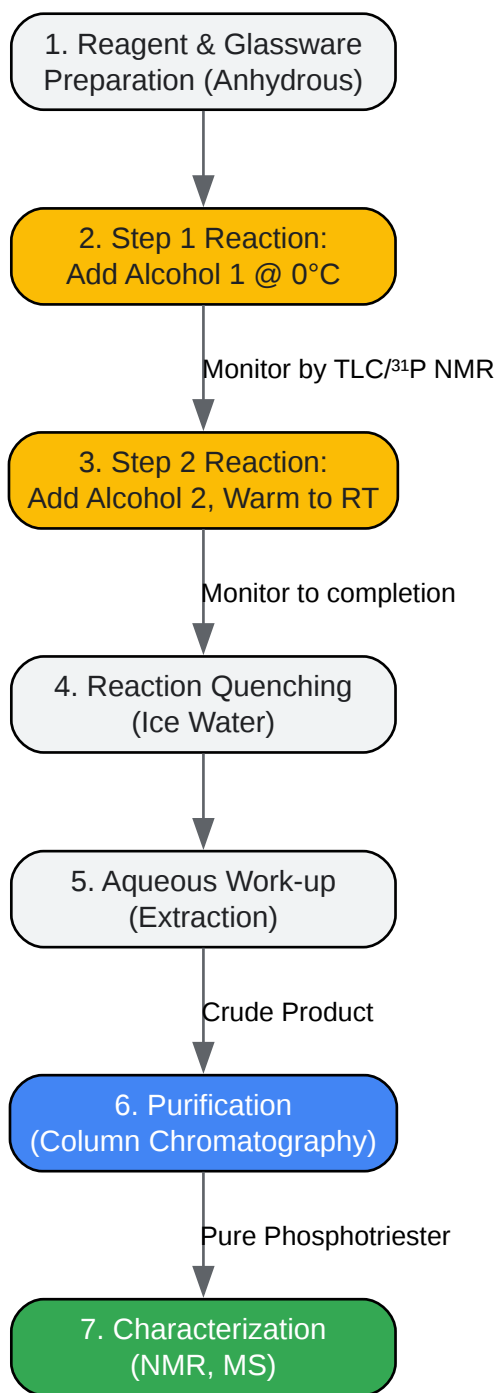 1. Reagent & Glassware
Preparation (Anhydrous)
2. Step 1 Reaction:
Add Alcohol 1 @ 0°C
Monitor by TLC/³¹P NMR
3. Step 2 Reaction:
Add Alcohol 2, Warm to RT
Monitor to completion
4. Reaction Quenching
(Ice Water)
5. Aqueous Work-up
(Extraction)
Crude Product
6. Purification
(Column Chromatography)
Pure Phosphotriester
7. Characterization
(NMR, MS)